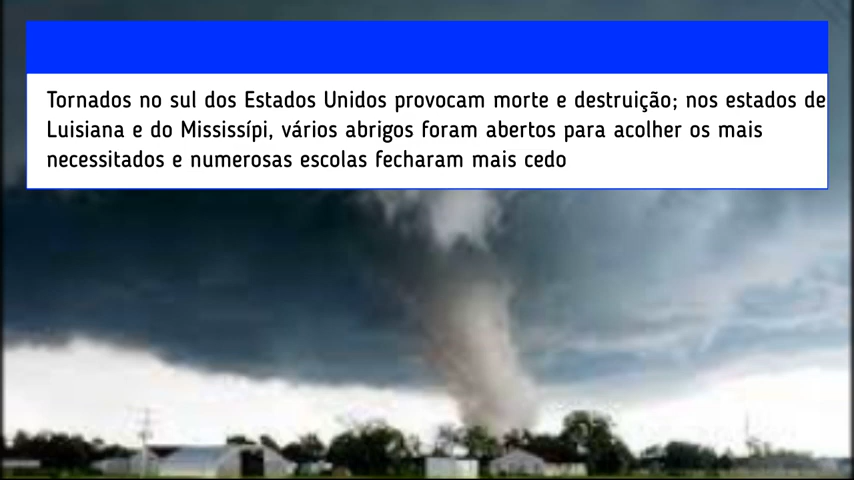 Tornados no sul dos Estados Unidos provocam morte e destruição; nos estados de
Luisiana e do Mississípi, vários abrigos foram abertos para acolher os mais
necessitados e numerosas escolas fecharam mais cedo